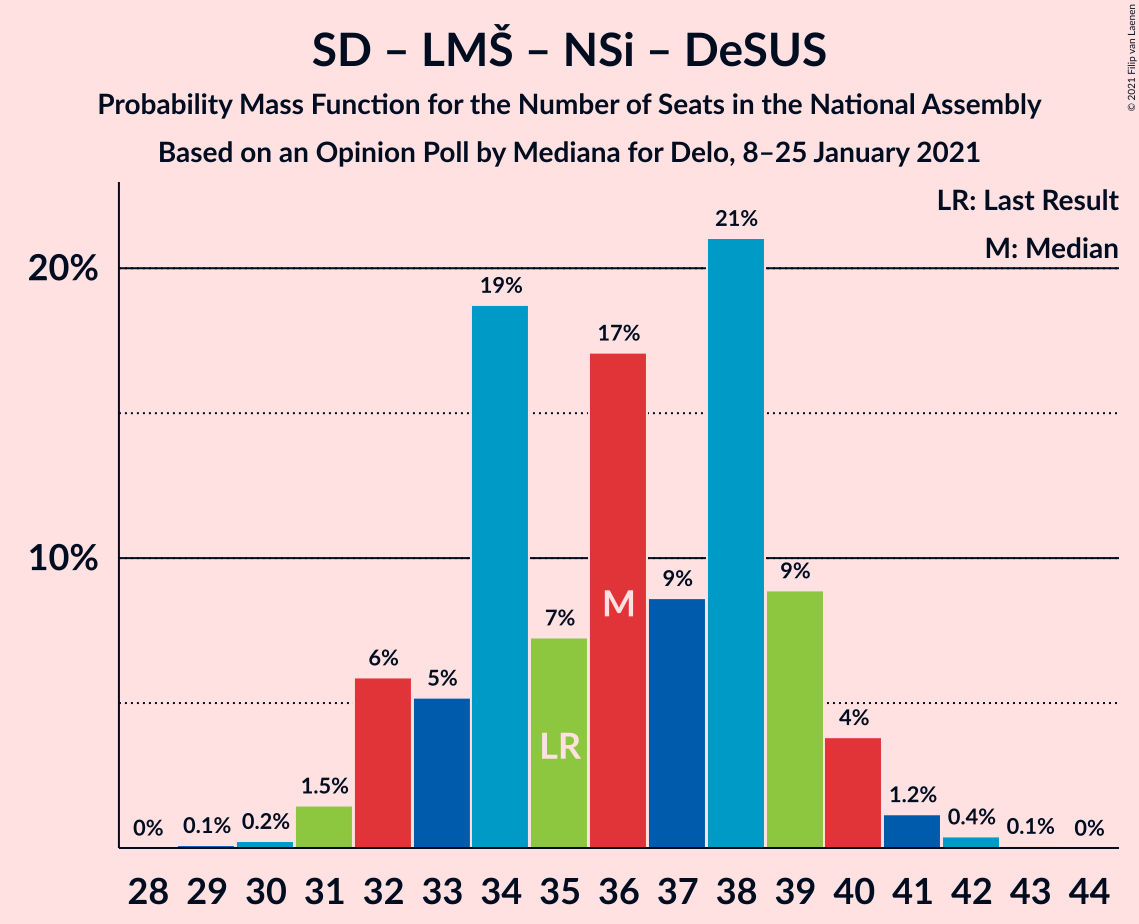 SD – LMŠ – NSi – DeSUS
Probability Mass Function for the Number of Seats in the National Assembly
Based on an Opinion Poll by Mediana for Delo, 8–25 January 2021
© 2021 Filip van Laenen
LR: Last Result
M: Median
20%
10%
0%
0.1%
0.2%
1.5%
6%
5%
19%
7%
17%
9%
21%
9%
4%
1.2%
0.4%
0.1%
0%
LR
M
28 29 30 31 32 33 34 35 36 37 38 39 40 41 42 43 44